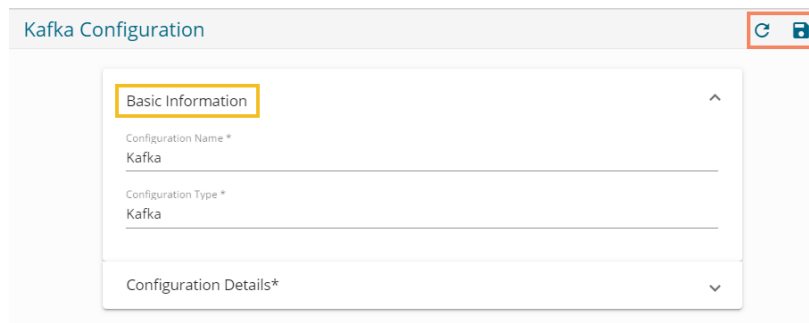 Kafka Configuration
Basic Information
Configuration Name *
Kafka
Configuration Type *
Kafka
Configuration Details*